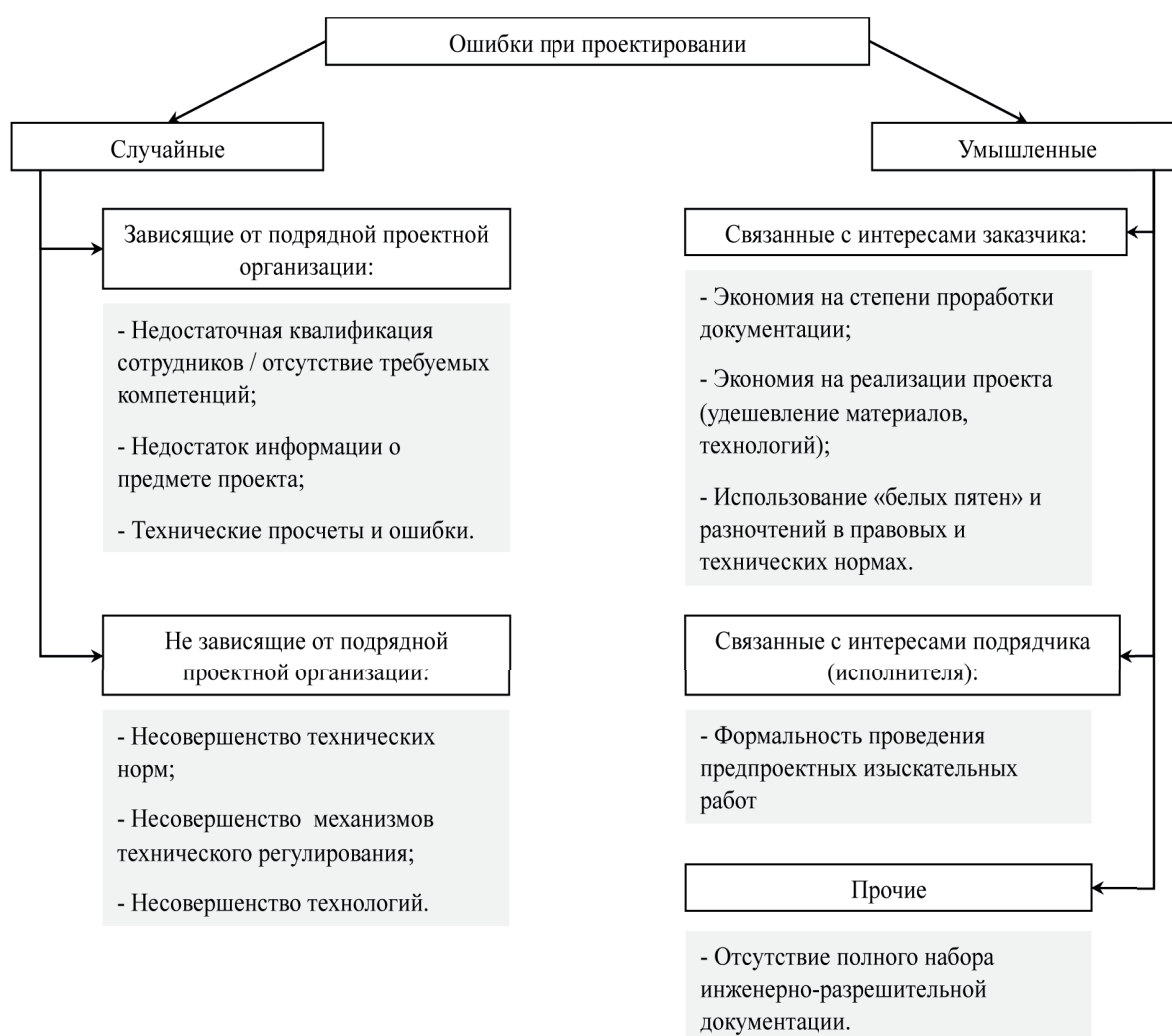 Ошибки при проектировании
Случайные
Умышленные
Зависящие от подрядной проектной
организации:
- Недостаточная квалификация
сотрудников / отсутствие требуемых
компетенций;
- Недостаток информации о
предмете проекта;
- Технические просчеты и ошибки.
Не зависящие от подрядной
проектной организации:
- Несовершенство технических
норм;
- Несовершенство механизмов
технического регулирования;
- Несовершенство технологий.
Связанные с интересами заказчика:
- Экономия на степени проработки
документации;
- Экономия на реализации проекта
(удешевление материалов,
технологий);
- Использование «белых пятен» и
разночтений в правовых и
технических нормах.
Связанные с интересами подрядчика
(исполнителя):
- Формальность проведения
предпроектных изыскательных
работ
Прочие
- Отсутствие полного набора
инженерно-разрешительной
документации.